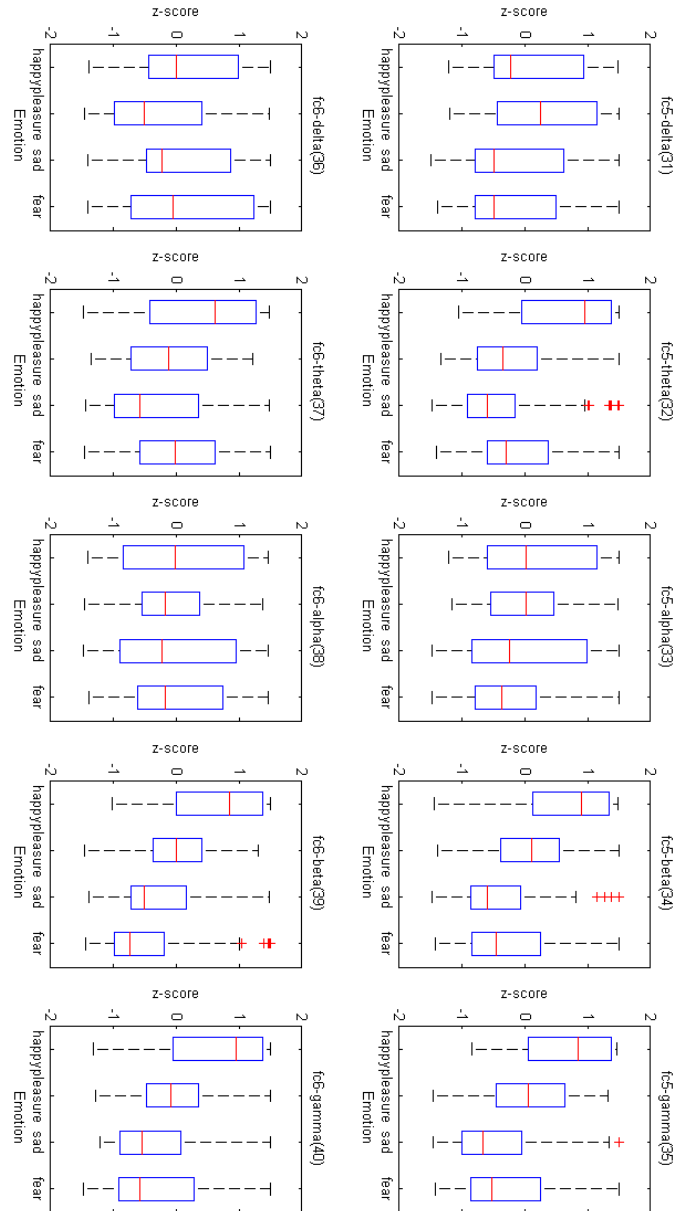 fc5-delta(31)
2
1
0
-1
-2
z-score
happy pleasure sad fear
Emotion
fc5-theta(32)
2
1
0
-1
-2
z-score
happy pleasure sad fear
Emotion
fc5-alpha(33)
2
1
0
-1
-2
z-score
happy pleasure sad fear
Emotion
fc5-beta(34)
2
1
0
-1
-2
z-score
happy pleasure sad fear
Emotion
fc5-gamma(35)
2
1
0
-1
-2
z-score
happy pleasure sad fear
Emotion
fc6-delta(36)
2
1
0
-1
-2
z-score
happy pleasure sad fear
Emotion
fc6-theta(37)
2
1
0
-1
-2
z-score
happy pleasure sad fear
Emotion
fc6-alpha(38)
2
1
0
-1
-2
z-score
happy pleasure sad fear
Emotion
fc6-beta(39)
2
1
0
-1
-2
z-score
happy pleasure sad fear
Emotion
fc6-gamma(40)
2
1
0
-1
-2
z-score
happy pleasure sad fear
Emotion